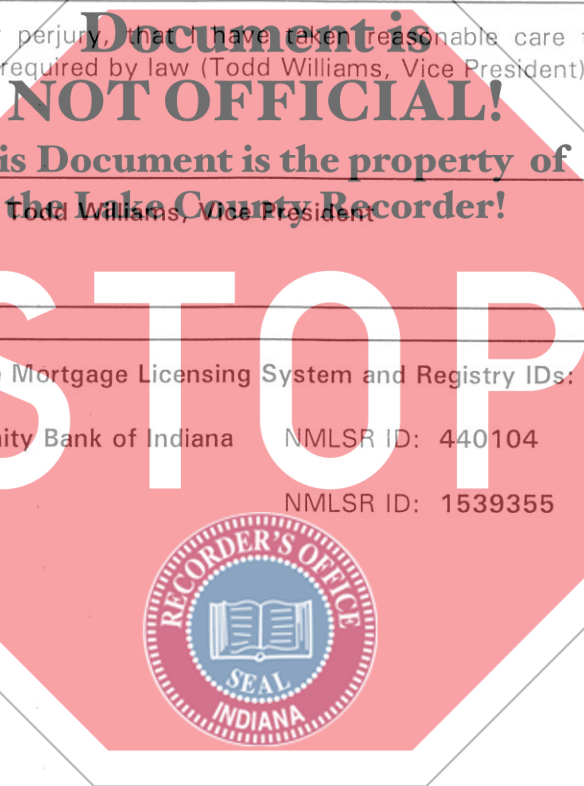 Document is
perjury, that I have taken reasonable care
required by law (Todd Williams, Vice President)
NOT OFFICIAL!
is Document is the property of
the Lake County Recorder!
Todd Williams, Vice President
STOP
Mortgage Licensing System and Registry IDs:
ity Bank of Indiana NMLSR ID: 440104
NMLSR ID: 1539355
RECORDER'S OFFICE
SEAL
INDIANA